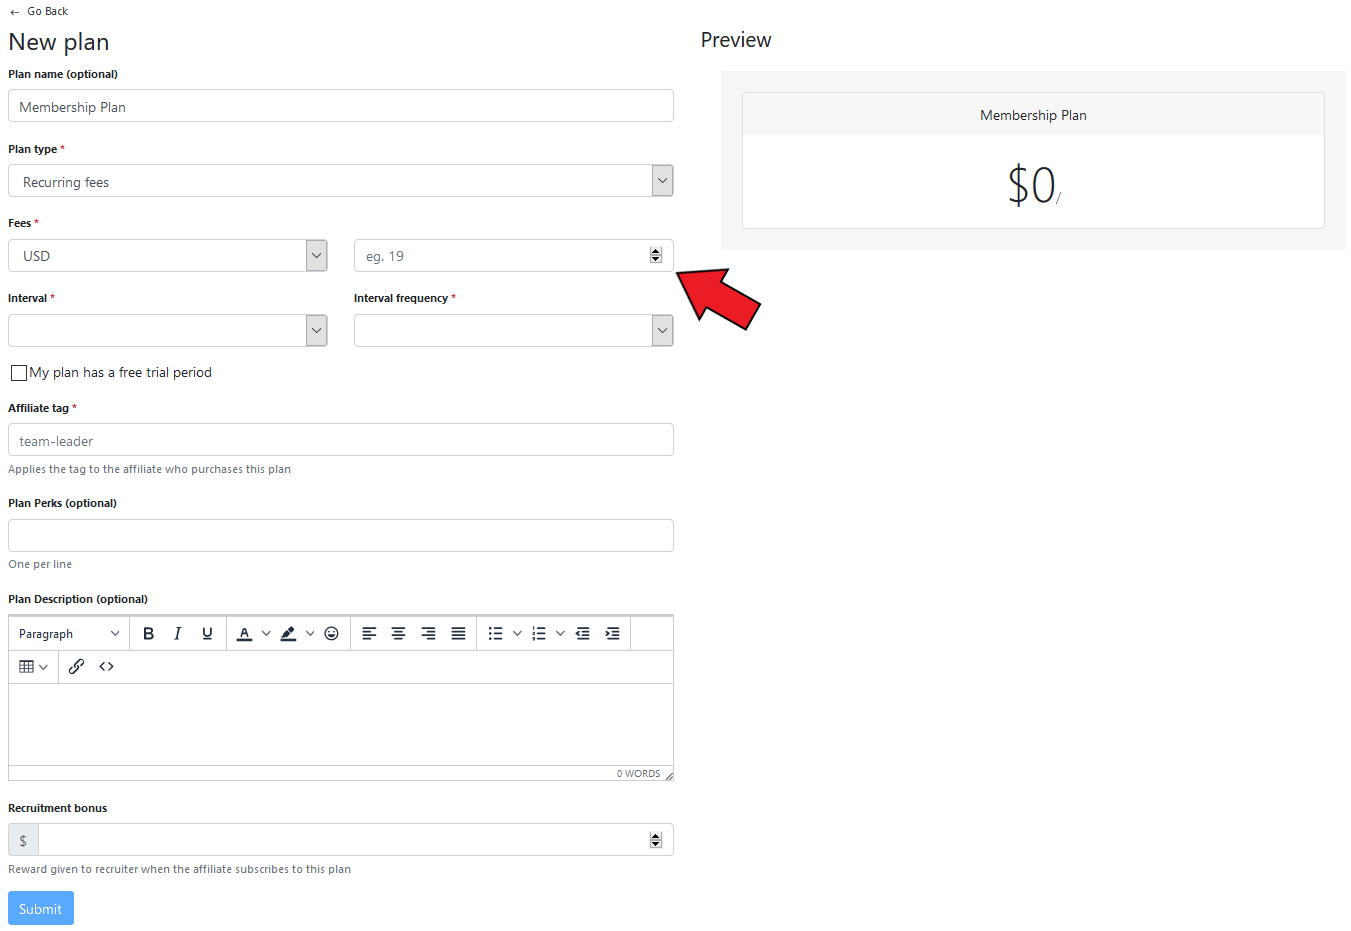 ← Go Back
New plan
Plan name (optional)
Membership Plan
Plan type *
Recurring fees
Fees *
USD
eg. 19
Interval *
Interval frequency *
My plan has a free trial period
Affiliate tag *
team-leader
Applies the tag to the affiliate who purchases this plan
Plan Perks (optional)
One per line
Plan Description (optional)
Paragraph B I U A
0 WORDS
Recruitment bonus
$
Reward given to recruiter when the affiliate subscribes to this plan
Submit
Preview
Membership Plan
$0/